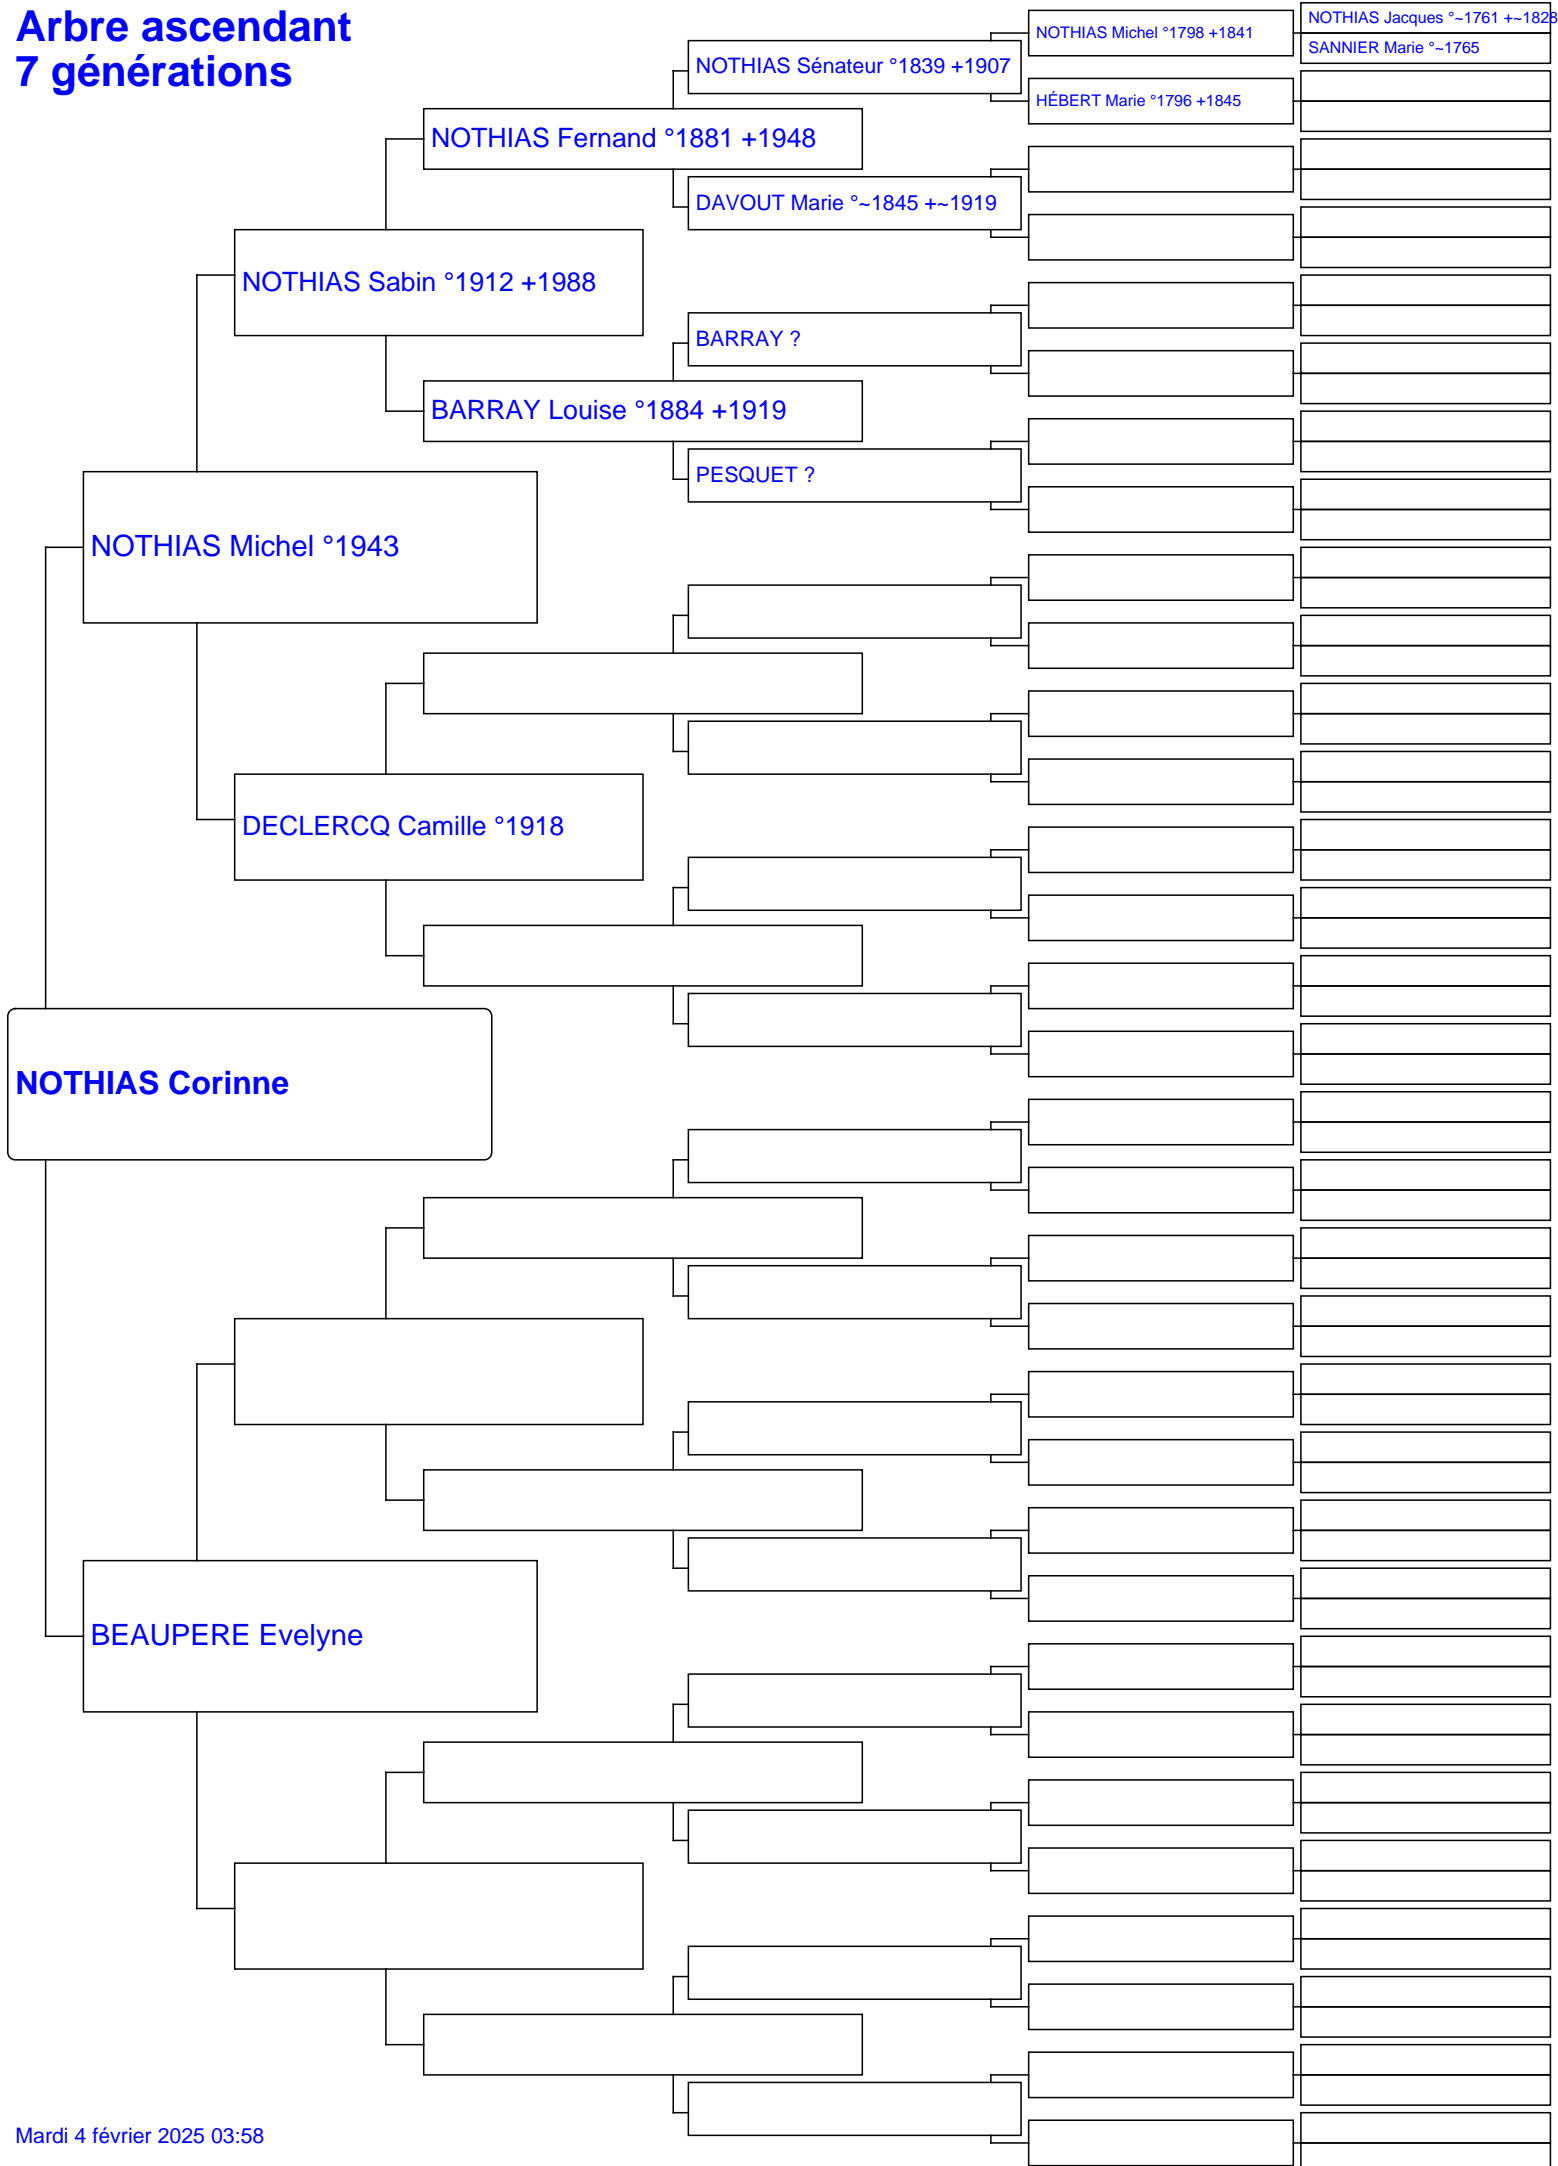 Arbre ascendant
7 générations
NOTHIAS Jacques °~1761 +~1828
NOTHIAS Michel °1798 +1841
SANNIER Marie °~1765
NOTHIAS Sénateur °1839 +1907
HÉBERT Marie °1796 +1845
NOTHIAS Fernand °1881 +1948
DAVOUT Marie °~1845 +~1919
NOTHIAS Sabin °1912 +1988
BARRAY ?
BARRAY Louise °1884 +1919
PESQUET ?
NOTHIAS Michel °1943
DECLERCQ Camille °1918
NOTHIAS Corinne
BEAUPERE Evelyne
Mardi 4 février 2025 03:58